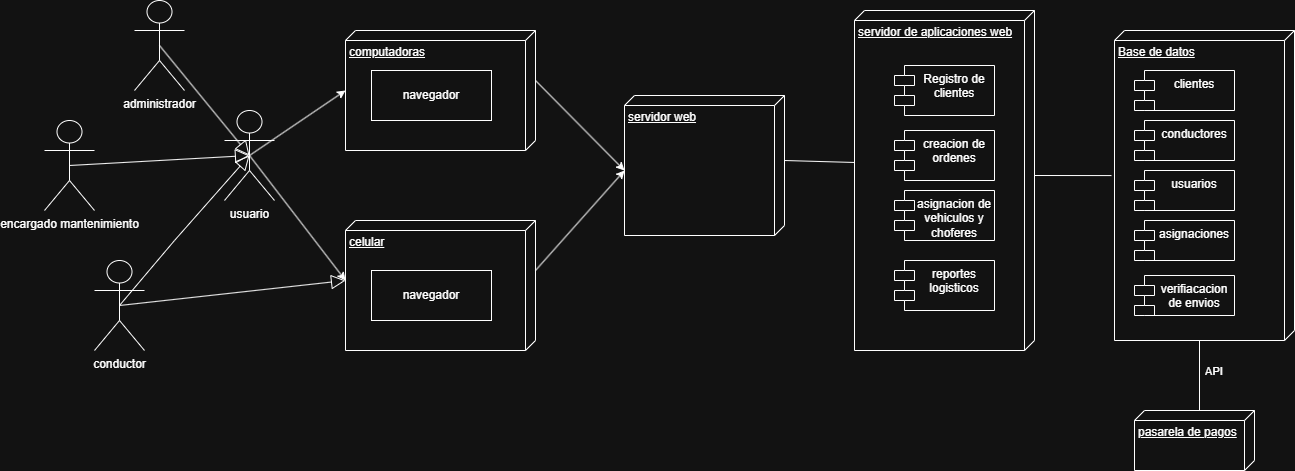 administrador
encargado mantenimiento
conductor
usuario
computadoras
navegador
celular
navegador
servidor web
servidor de aplicaciones web
Registro de
clientes
creacion de
ordenes
asignacion de
vehiculos y
choferes
reportes
logisticos
Base de datos
clientes
conductores
usuarios
asignaciones
verifiacacion
de envios
API
pasarela de pagos